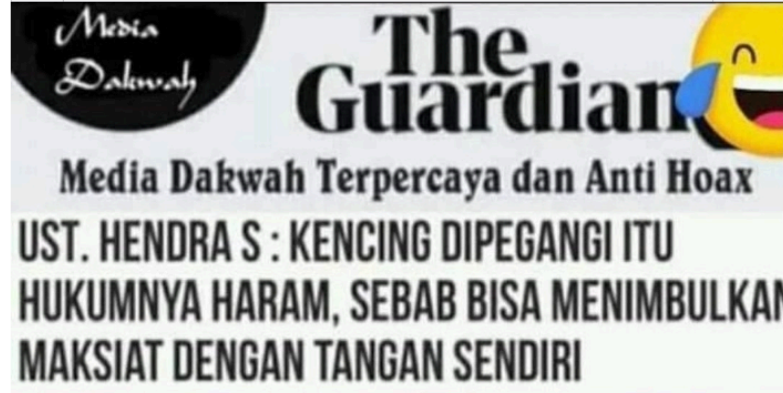 Media
Dakwah
The
Guardian
Media Dakwah Terpercaya dan Anti Hoax
UST. HENDRA S : KENCING DIPEGANGI ITU
HUKUMNYA HARAM, SEBAB BISA MENIMBULKAN
MAKSIAT DENGAN TANGAN SENDIRI